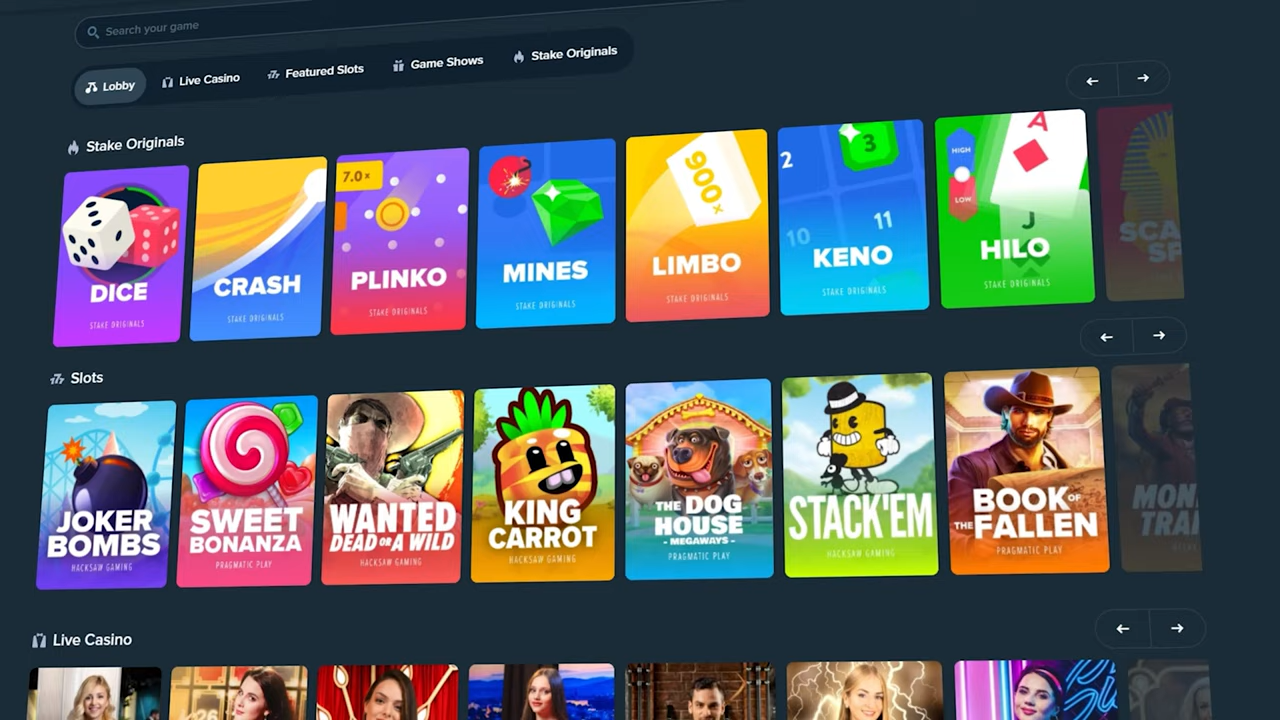 Search your game
Lobby
Live Casino
Featured Slots
Game Shows
Stake Originals
Stake Originals
DICE
STAKE ORIGINALS
CRASH
STAKE ORIGINALS
7.0×
PLINKO
STAKE ORIGINALS
MINES
STAKE ORIGINALS
900×
LIMBO
STAKE ORIGINALS
2
3
10
11
KENO
STAKE ORIGINALS
HIGH
LOW
A
J
HILO
STAKE ORIGINALS
Slots
JOKER
BOMBS
HACKSAW GAMING
SWEET
BONANZA
PRAGMATIC PLAY
WANTED
DEAD OR A WILD
HACKSAW GAMING
KING
CARROT
HACKSAW GAMING
THE DOG
HOUSE
- MEGAWAYS -
PRAGMATIC PLAY
STACK'EM
HACKSAW GAMING
BOOK OF
THE FALLEN
PRAGMATIC PLAY
Live Casino